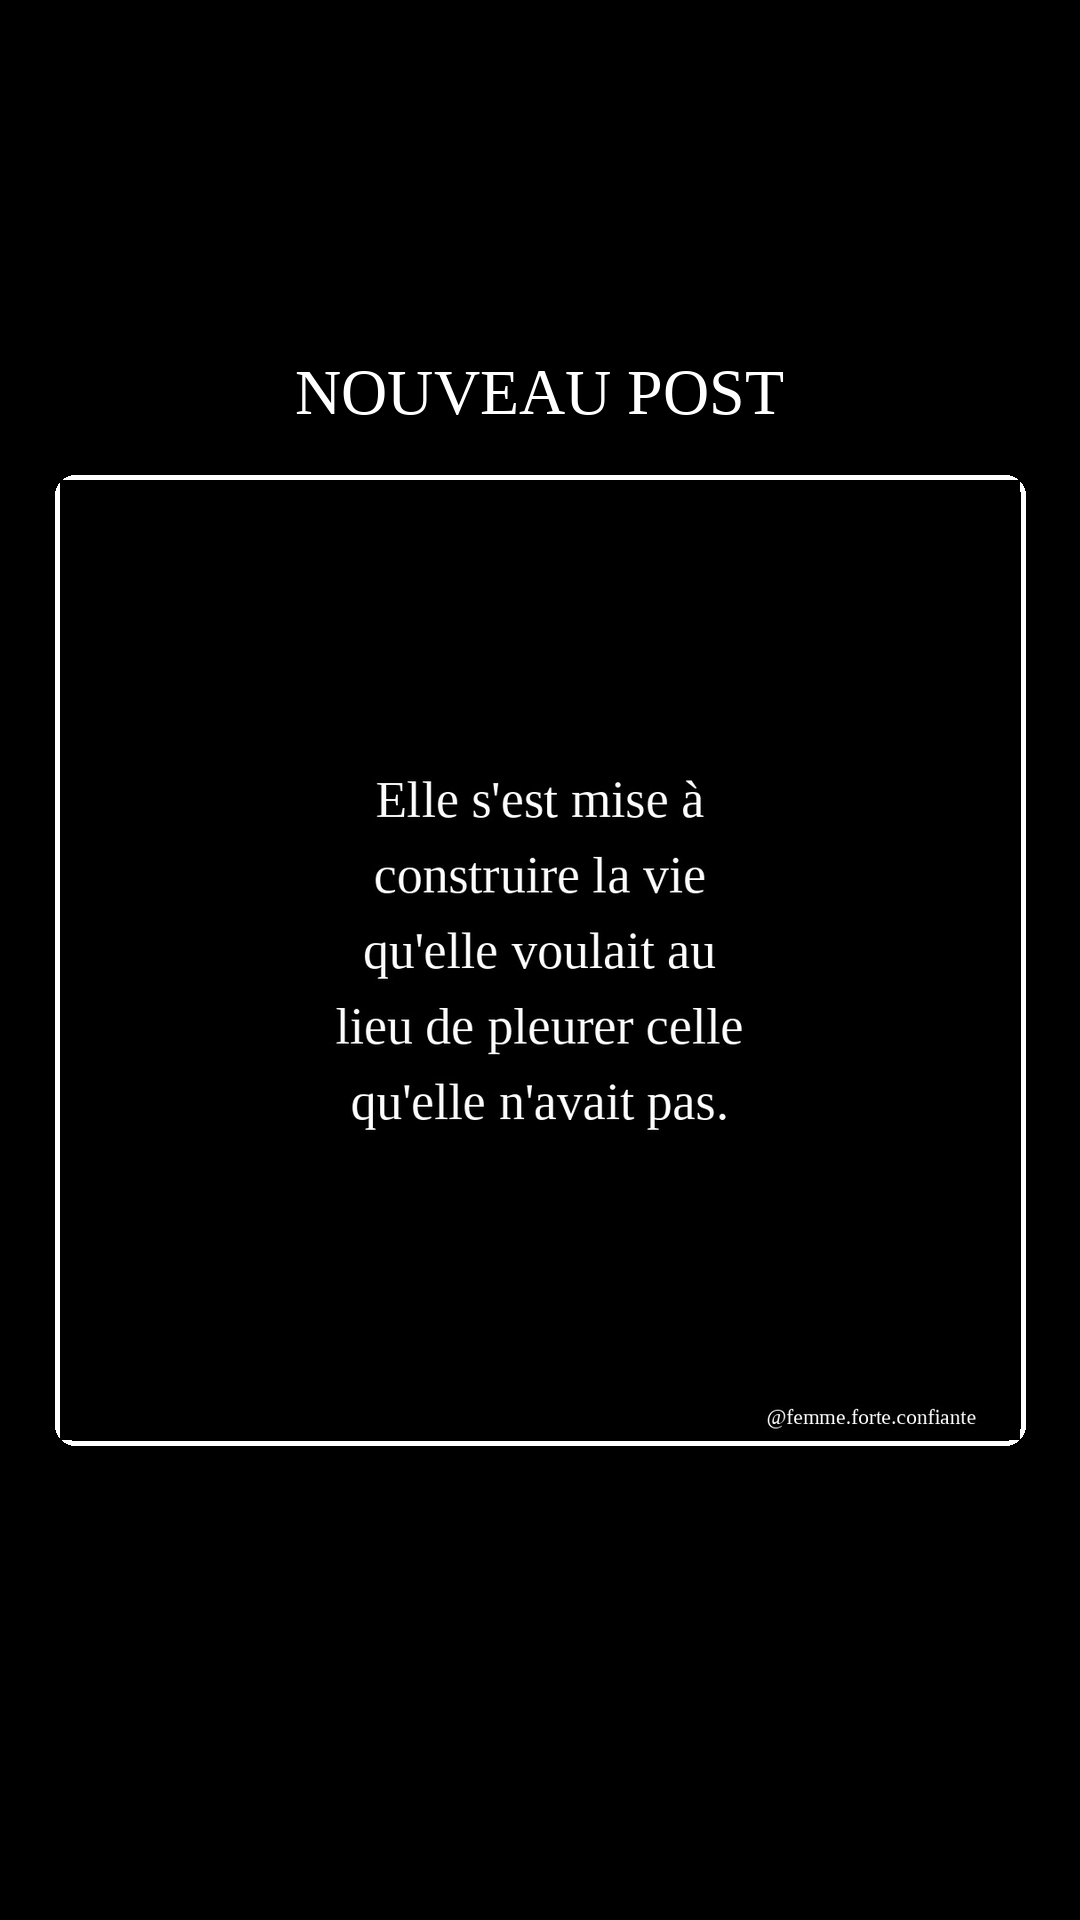 NOUVEAU POST
Elle s'est mise à
construire la vie
qu'elle voulait au
lieu de pleurer celle
qu'elle n'avait pas.
@femme.forte.confiante